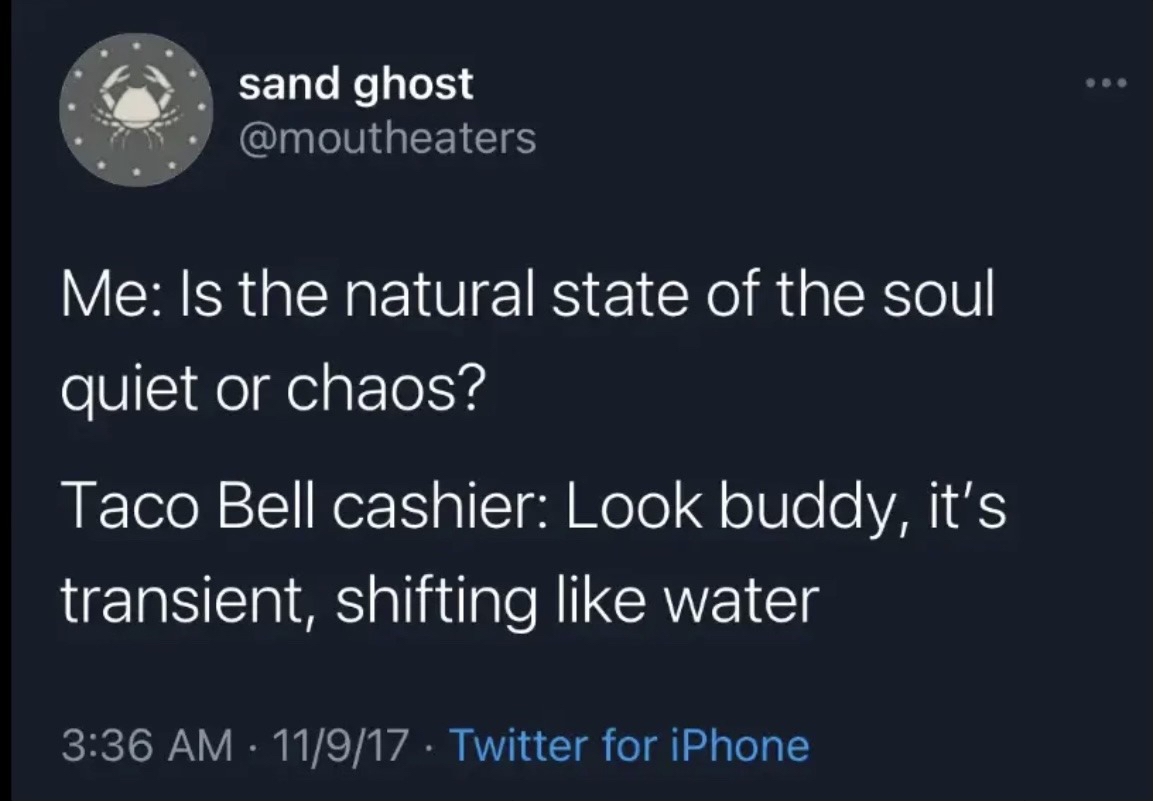 sand ghost
@moutheaters
Me: Is the natural state of the soul
quiet or chaos?
Taco Bell cashier: Look buddy, it’s
transient, shifting like water
3:36 AM · 11/9/17 · Twitter for iPhone